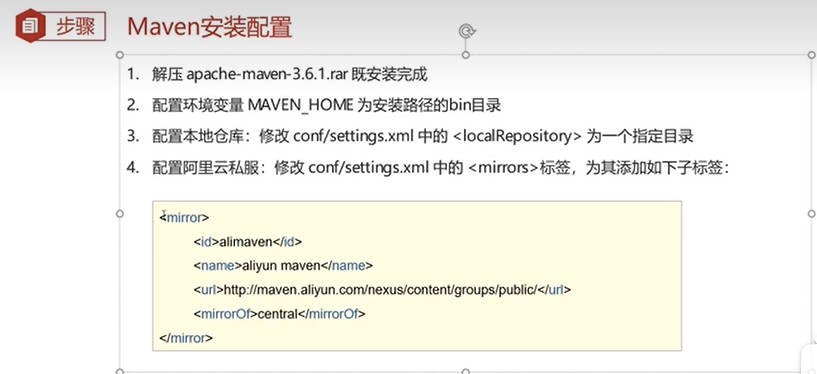 步骤
Maven安装配置
1. 解压 apache-maven-3.6.1.rar 既安装完成
2. 配置环境变量 MAVEN_HOME 为安装路径的bin目录
3. 配置本地仓库：修改 conf/settings.xml 中的 <localRepository> 为一个指定目录
4. 配置阿里云私服：修改 conf/settings.xml 中的 <mirrors>标签，为其添加如下子标签：
<mirror>
<id>alimaven</id>
<name>aliyun maven</name>
<url>http://maven.aliyun.com/nexus/content/groups/public/</url>
<mirrorOf>central</mirrorOf>
</mirror>